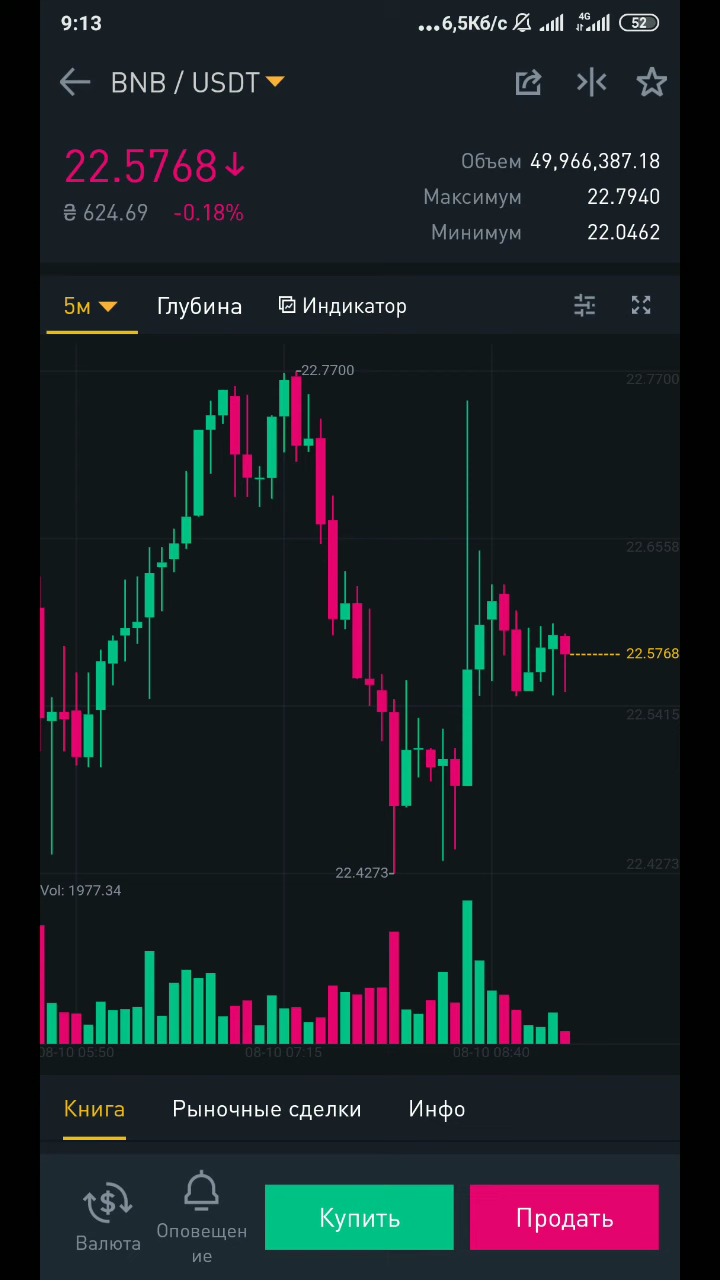 9:13
...6,5Кб/с 4G 52
BNB / USDT
22.5768↓
Объем 49,966,387.18
₴ 624.69 -0.18%
Максимум 22.7940
Минимум 22.0462
5м Глубина Индикатор
22.7700
22.7700
22.6558
22.5768
22.5415
22.4273
22.4273
Vol: 1977.34
08-10 05:50 08-10 07:15 08-10 08:40
Книга Рыночные сделки Инфо
Валюта
Оповещен
ие
Купить
Продать